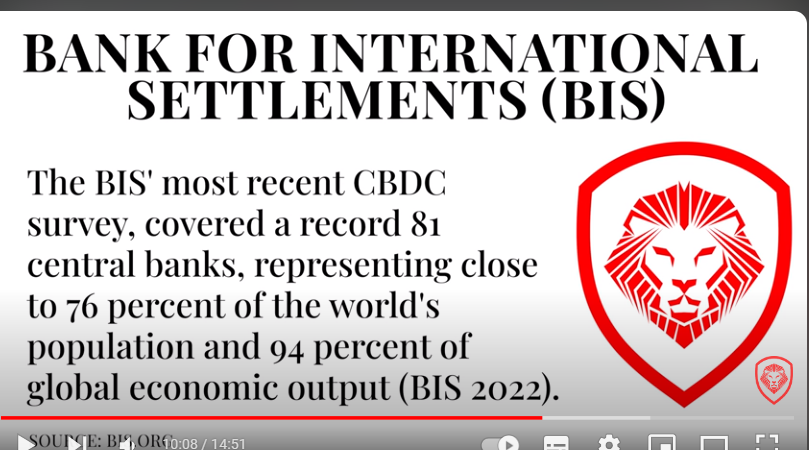 BANK FOR INTERNATIONAL
SETTLEMENTS (BIS)
The BIS' most recent CBDC
survey, covered a record 81
central banks, representing close
to 76 percent of the world's
population and 94 percent of
global economic output (BIS 2022).
SOURCE: BIS.ORG
10:08 / 14:51